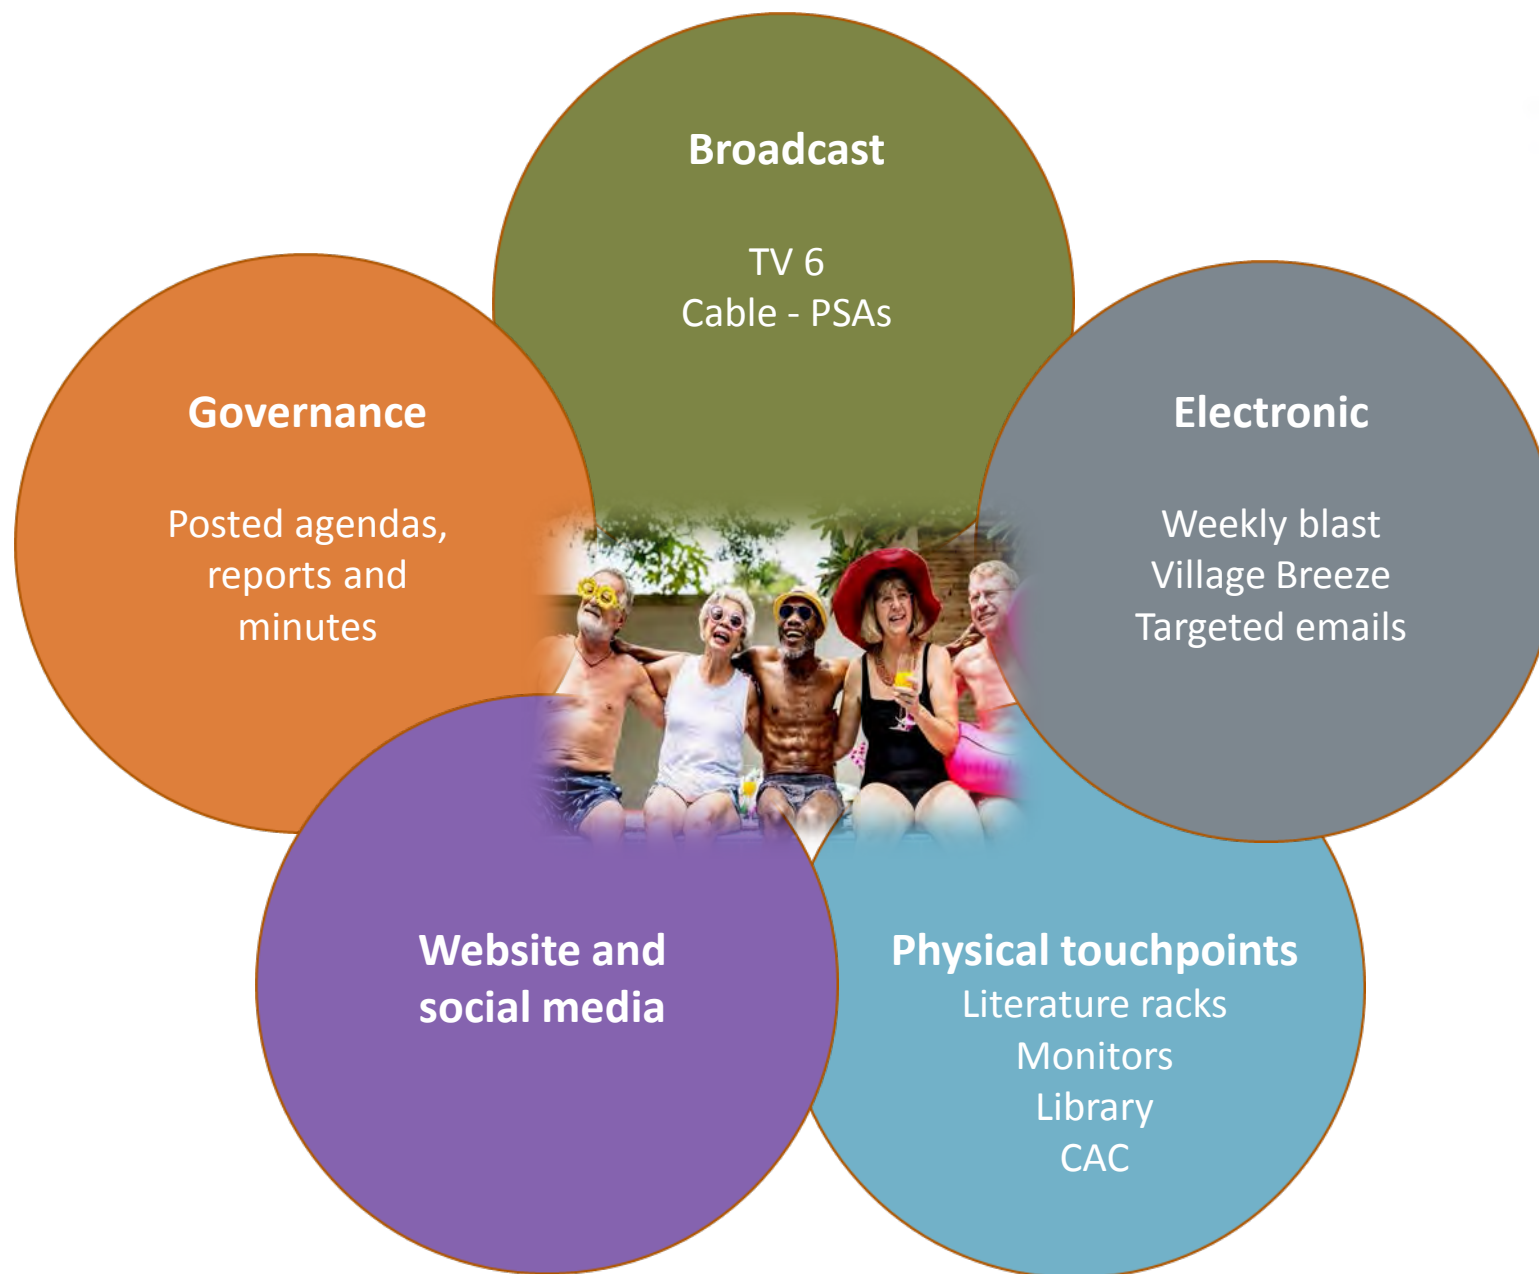 Broadcast
TV 6
Cable - PSAs
Governance
Posted agendas,
reports and
minutes
Electronic
Weekly blast
Village Breeze
Targeted emails
Website and
social media
Physical touchpoints
Literature racks
Monitors
Library
CAC